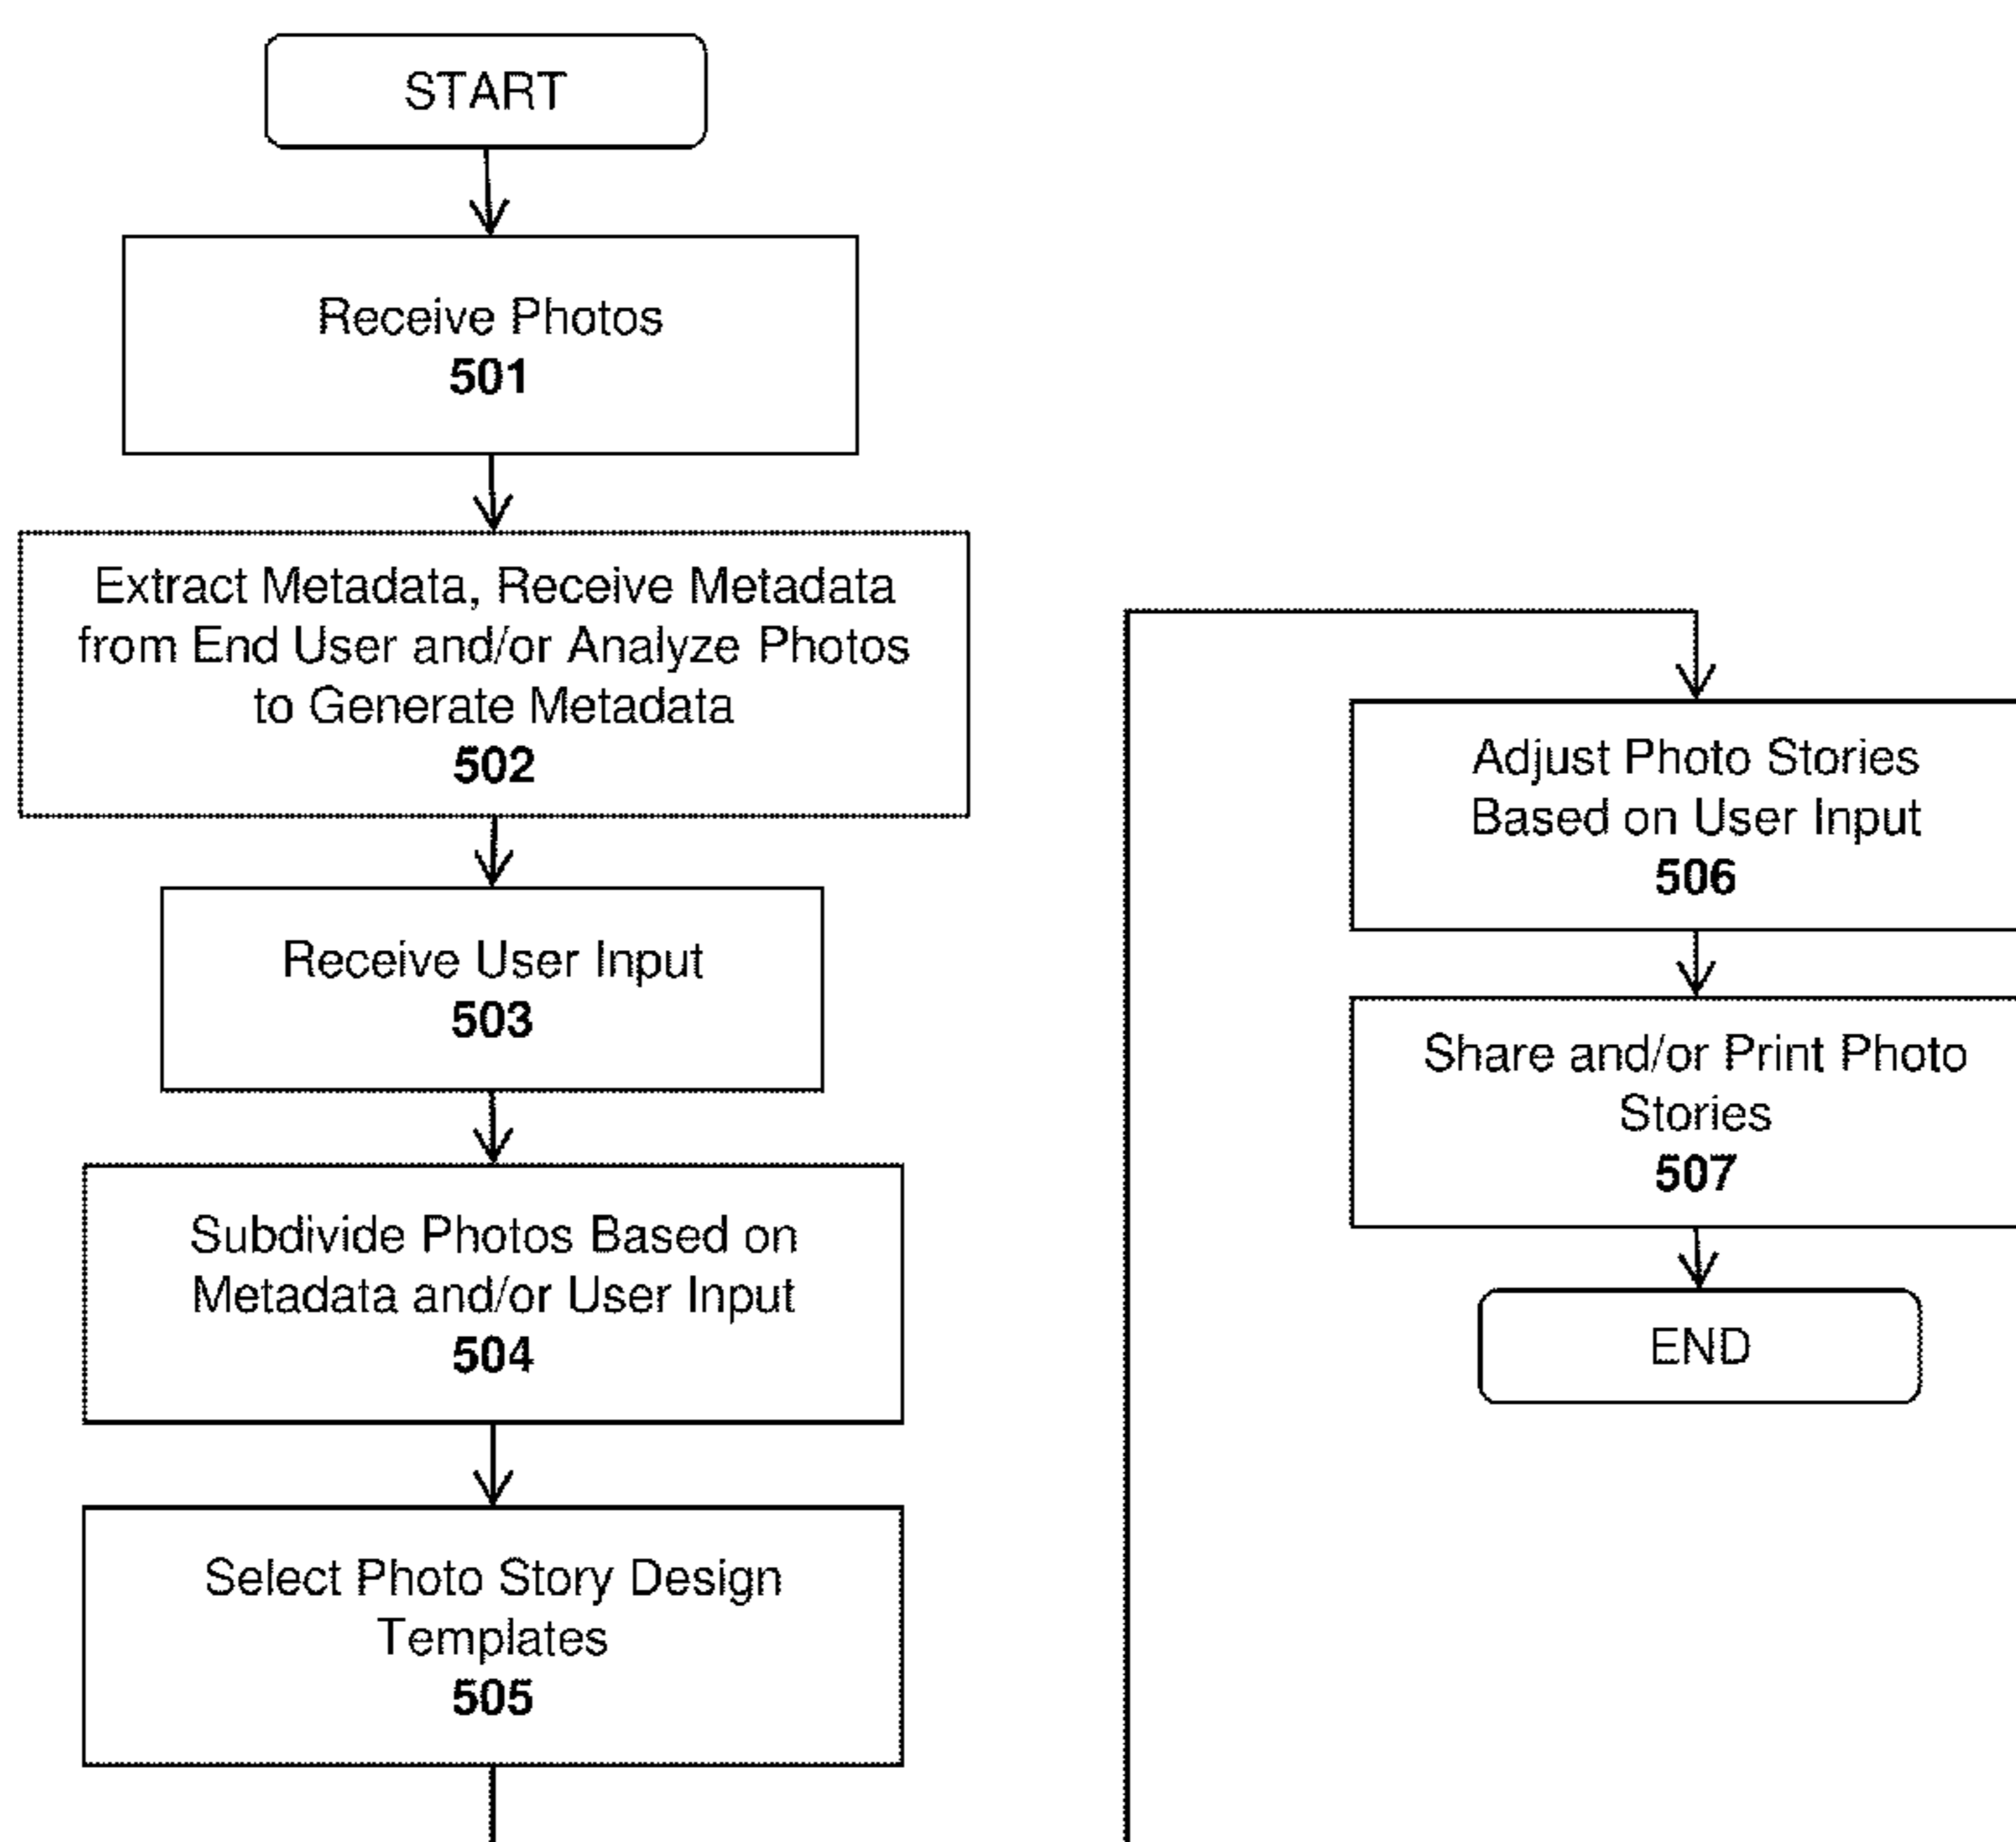 START
Receive Photos
501
Extract Metadata, Receive Metadata
from End User and/or Analyze Photos
to Generate Metadata
502
Receive User Input
503
Subdivide Photos Based on
Metadata and/or User Input
504
Select Photo Story Design
Templates
505
Adjust Photo Stories
Based on User Input
506
Share and/or Print Photo
Stories
507
END